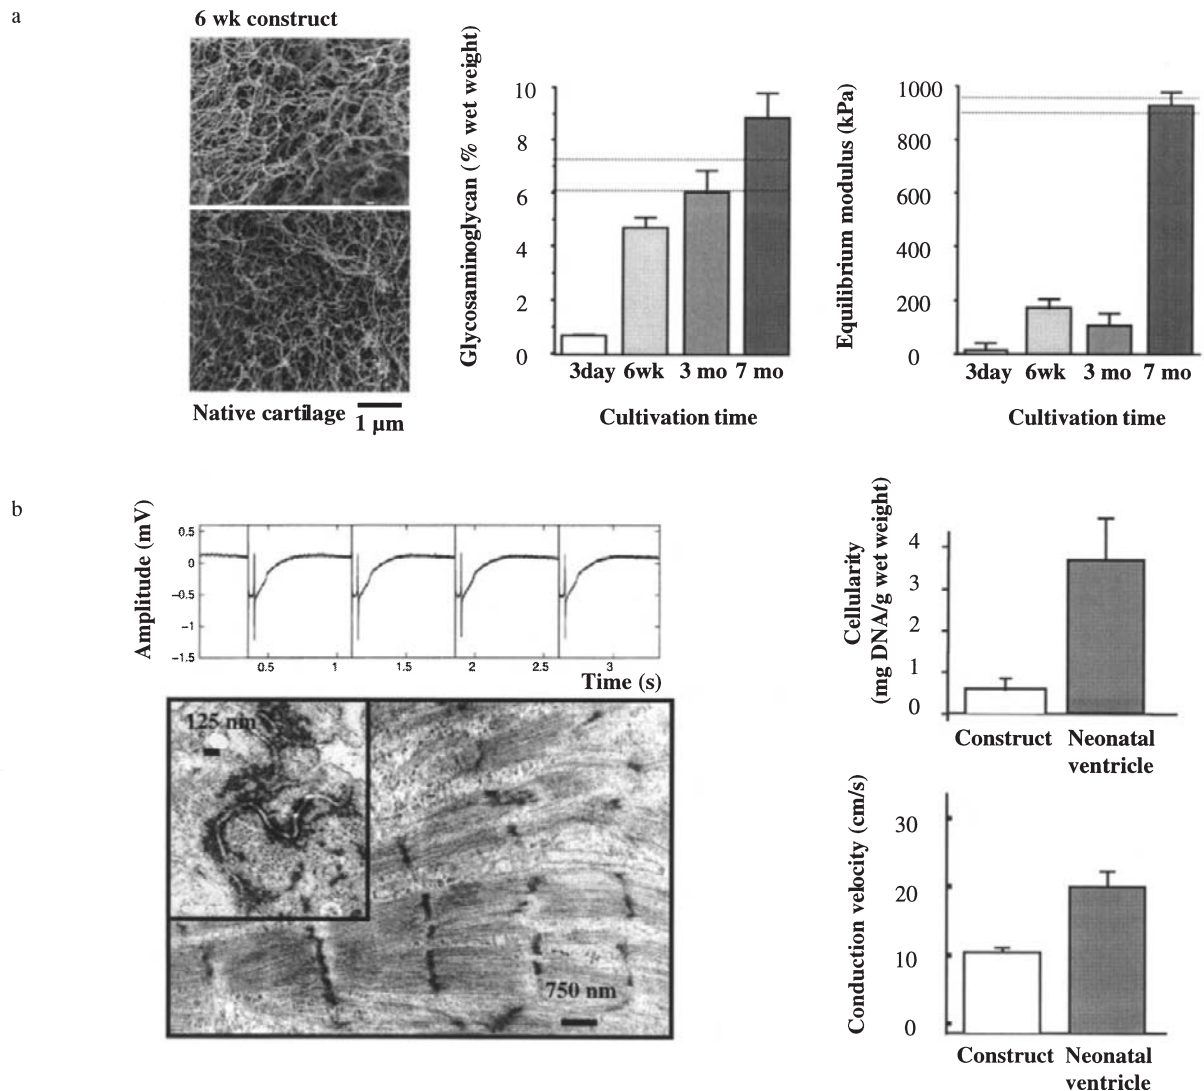 a
6 wk construct
Native cartilage
1 μm
Glycosaminoglycan (% wet weight)
10
8
6
4
2
0
3day 6wk 3 mo 7 mo
Cultivation time
Equilibrium modulus (kPa)
1000
800
600
400
200
0
3day 6wk 3 mo 7 mo
Cultivation time
b
Amplitude (mV)
0.5
0
-0.5
-1
-1.5
0.5 1 1.5 2 2.5 3
Time (s)
125 nm
750 nm
Cellularity
(mg DNA/g wet weight)
4
3
2
1
0
Construct Neonatal
ventricle
Conduction velocity (cm/s)
30
20
10
0
Construct Neonatal
ventricle